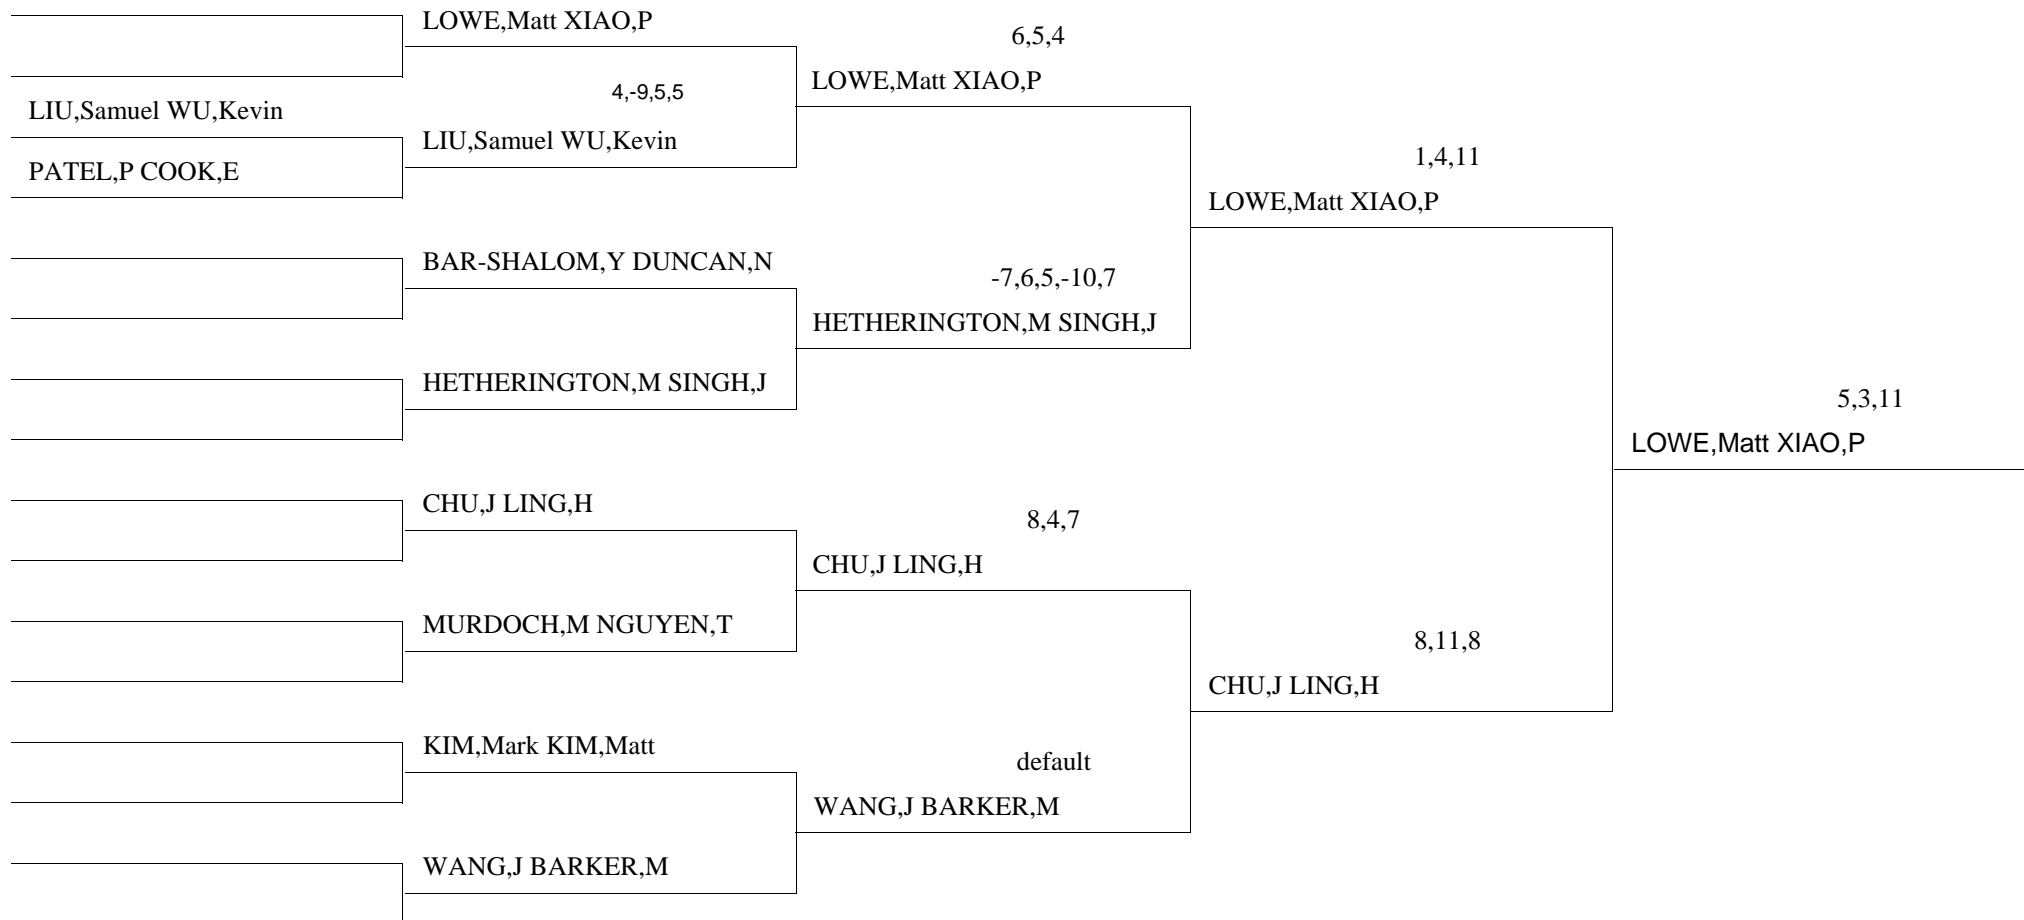 LOWE,Matt XIAO,P
6,5,4
LOWE,Matt XIAO,P
4,-9,5,5
LIU,Samuel WU,Kevin
LIU,Samuel WU,Kevin
1,4,11
PATEL,P COOK,E
LOWE,Matt XIAO,P
BAR-SHALOM,Y DUNCAN,N
-7,6,5,-10,7
HETHERINGTON,M SINGH,J
HETHERINGTON,M SINGH,J
5,3,11
LOWE,Matt XIAO,P
CHU,J LING,H
8,4,7
CHU,J LING,H
MURDOCH,M NGUYEN,T
8,11,8
CHU,J LING,H
KIM,Mark KIM,Matt
default
WANG,J BARKER,M
WANG,J BARKER,M